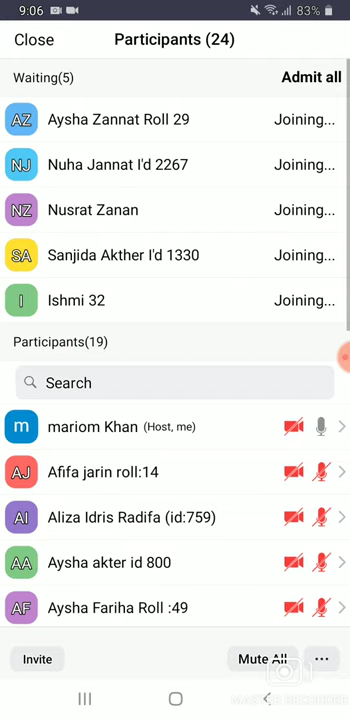 9:06 83%
Close Participants (24)
Waiting(5) Admit all
AZ Aysha Zannat Roll 29 Joining...
NJ Nuha Jannat I'd 2267 Joining...
NZ Nusrat Zanan Joining...
SA Sanjida Akther I'd 1330 Joining...
I Ishmi 32 Joining...
Participants(19)
Search
m mariom Khan (Host, me)
AJ Afifa jarin roll:14
AI Aliza Idris Radifa (id:759)
AA Aysha akter id 800
AF Aysha Fariha Roll :49
Invite Mute All ...
MASTER RECORDER